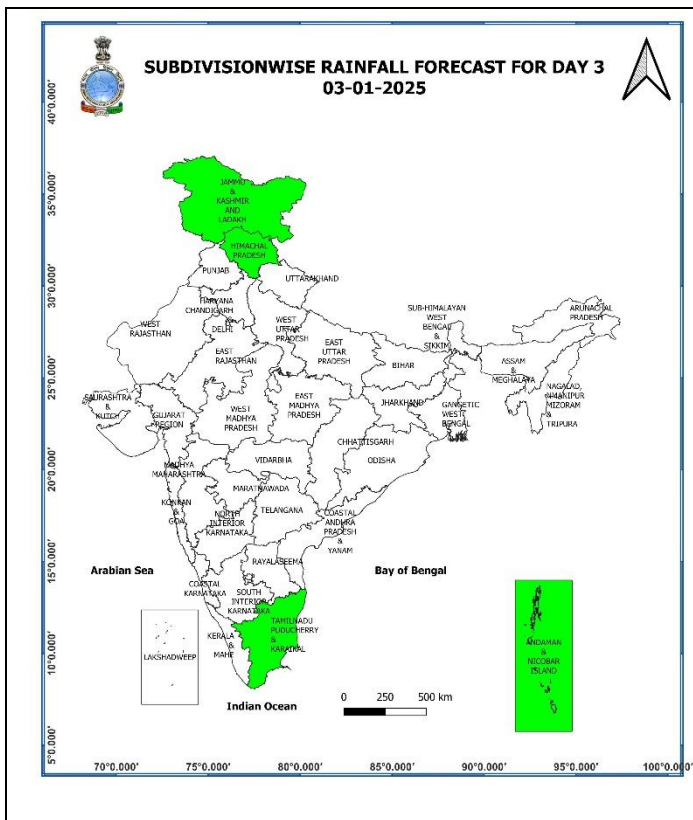 SUBDIVISIONWISE RAINFALL FORECAST FOR DAY 3
03-01-2025
40°0.000'
35°0.000'
30°0.000'
25°0.000'
20°0.000'
15°0.000'
10°0.000'
5°0.000'
JAMMU
&
KASHMIR
AND
LADAKH
HIMACHAL
PRADESH
PUNJAB
UTTARAKHAND
HARYANA
CHANDIGARH
&
DELHI
WEST
RAJASTHAN
WEST
UTTAR
PRADESH
EAST
RAJASTHAN
EAST
UTTAR
PRADESH
SUB-HIMALAYAN
WEST
BENGAL
&
SIKKIM
ARUNACHAL
PRADESH
BIHAR
ASSAM
&
MEGHALAYA
NAGALAD,
MANIPUR
MIZORAM
&
TRIPURA
SAURASHTRA
&
KUTCH
GUJARAT
REGION
WEST
MADHYA
PRADESH
EAST
MADHYA
PRADESH
JHARKHAND
GANGETIC
WEST
BENGAL
CHHATTISGARH
ODISHA
VIDARBHA
MADHYA
MAHARASHTRA
MARATHAWADA
KONKAN
&
GOA
NORTH
INTERIOR
KARNATAKA
TELANGANA
COASTAL
ANDHRA
PRADESH
&
YANAM
RAYALASEEMA
Arabian Sea
Bay of Bengal
COASTAL
KARNATAKA
SOUTH
INTERIOR
KARNATAKA
TAMILNADU
PUDUCHERRY
&
KARAIKAL
KERALA
&
MAHE
LAKSHADWEEP
ANDAMAN
&
NICOBAR
ISLAND
Indian Ocean
0 250 500 km
70°0.000' 75°0.000' 80°0.000' 85°0.000' 90°0.000' 95°0.000' 100°0.000'